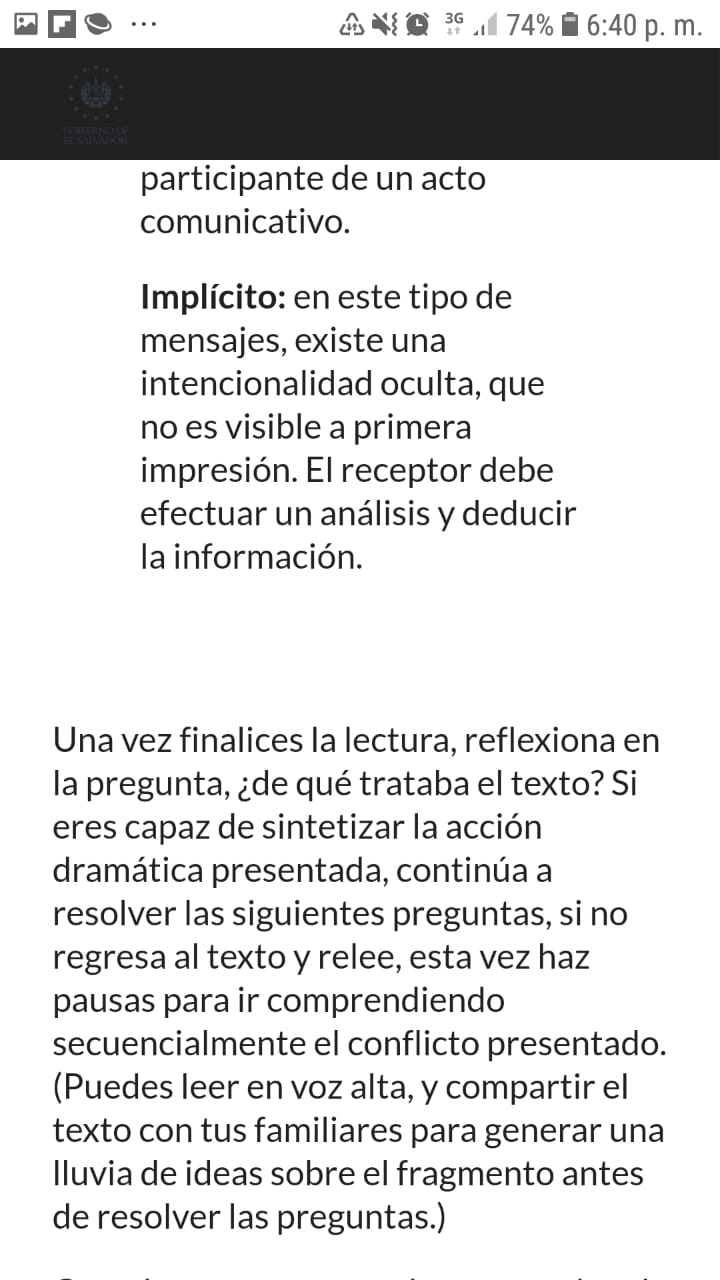 ... 3G 74% 6:40 p. m.
GOBIERNO DE
EL SALVADOR
participante de un acto
comunicativo.
Implícito: en este tipo de
mensajes, existe una
intencionalidad oculta, que
no es visible a primera
impresión. El receptor debe
efectuar un análisis y deducir
la información.
Una vez finalices la lectura, reflexiona en
la pregunta, ¿de qué trataba el texto? Si
eres capaz de sintetizar la acción
dramática presentada, continúa a
resolver las siguientes preguntas, si no
regresa al texto y relee, esta vez haz
pausas para ir comprendiendo
secuencialmente el conflicto presentado.
(Puedes leer en voz alta, y compartir el
texto con tus familiares para generar una
lluvia de ideas sobre el fragmento antes
de resolver las preguntas.)